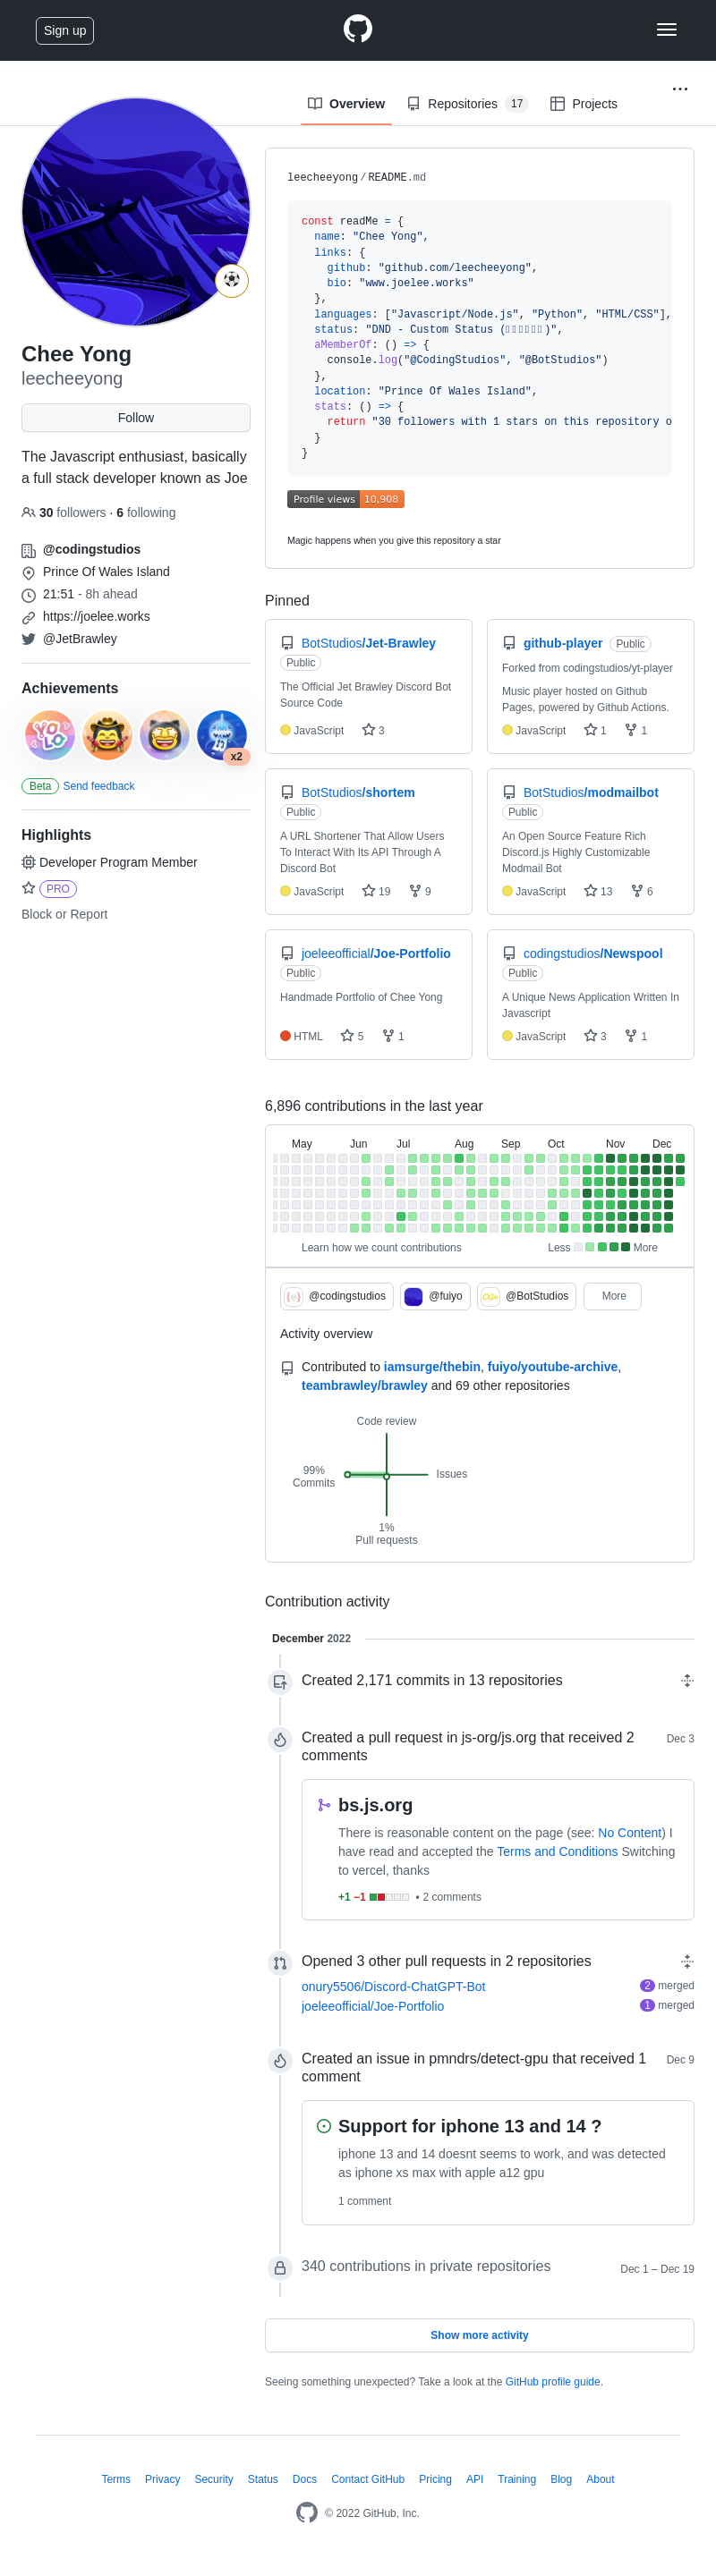 Sign up
Overview
Repositories 17
Projects
Chee Yong
leecheeyong
Follow
The Javascript enthusiast, basically
a full stack developer known as Joe
30 followers · 6 following
@codingstudios
Prince Of Wales Island
21:51 - 8h ahead
https://joelee.works
@JetBrawley
Achievements
YOLO
x2
Beta Send feedback
Highlights
Developer Program Member
PRO
Block or Report
leecheeyong/README.md
const readMe = {
name: "Chee Yong",
links: {
github: "github.com/leecheeyong",
bio: "www.joelee.works"
},
languages: ["Javascript/Node.js", "Python", "HTML/CSS"],
status: "DND - Custom Status ()",
aMemberOf: () => {
console.log("@CodingStudios", "@BotStudios")
},
location: "Prince Of Wales Island",
stats: () => {
return "30 followers with 1 stars on this repository o
}
}
Profile views 10,908
Magic happens when you give this repository a star
Pinned
BotStudios/Jet-Brawley
Public
The Official Jet Brawley Discord Bot
Source Code
JavaScript 3
github-player Public
Forked from codingstudios/yt-player
Music player hosted on Github
Pages, powered by Github Actions.
JavaScript 1 1
BotStudios/shortem
Public
A URL Shortener That Allow Users
To Interact With Its API Through A
Discord Bot
JavaScript 19 9
BotStudios/modmailbot
Public
An Open Source Feature Rich
Discord.js Highly Customizable
Modmail Bot
JavaScript 13 6
joeleeofficial/Joe-Portfolio
Public
Handmade Portfolio of Chee Yong
HTML 5 1
codingstudios/Newspool
Public
A Unique News Application Written In
Javascript
JavaScript 3 1
6,896 contributions in the last year
May Jun Jul Aug Sep Oct Nov Dec
Learn how we count contributions
Less More
@codingstudios
@fuiyo
@BotStudios
More
Activity overview
Contributed to iamsurge/thebin, fuiyo/youtube-archive,
teambrawley/brawley and 69 other repositories
Code review
99%
Commits
Issues
1%
Pull requests
Contribution activity
December 2022
Created 2,171 commits in 13 repositories
Created a pull request in js-org/js.org that received 2
comments
Dec 3
bs.js.org
There is reasonable content on the page (see: No Content) I
have read and accepted the Terms and Conditions Switching
to vercel, thanks
+1 −1 • 2 comments
Opened 3 other pull requests in 2 repositories
onury5506/Discord-ChatGPT-Bot 2 merged
joeleeofficial/Joe-Portfolio 1 merged
Created an issue in pmndrs/detect-gpu that received 1
comment
Dec 9
Support for iphone 13 and 14 ?
iphone 13 and 14 doesnt seems to work, and was detected
as iphone xs max with apple a12 gpu
1 comment
340 contributions in private repositories
Dec 1 – Dec 19
Show more activity
Seeing something unexpected? Take a look at the GitHub profile guide.
Terms Privacy Security Status Docs Contact GitHub Pricing API Training Blog About
© 2022 GitHub, Inc.